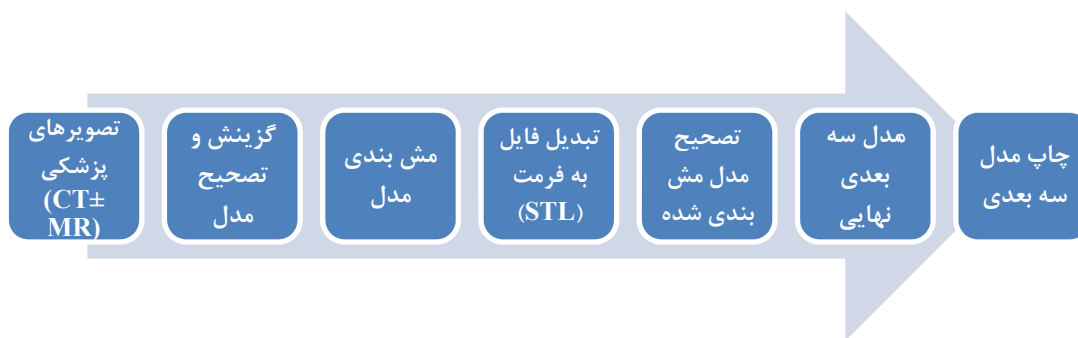 تصویرهای
پزشکی
(CT±
MR)
گزینش و
تصحیح
مدل
مش بندی
مدل
تبدیل فایل
به فرمت
(STL)
تصحیح
مدل مش
بندی شده
مدل سه
بعدی
نهایی
چاپ مدل
سه بعدی